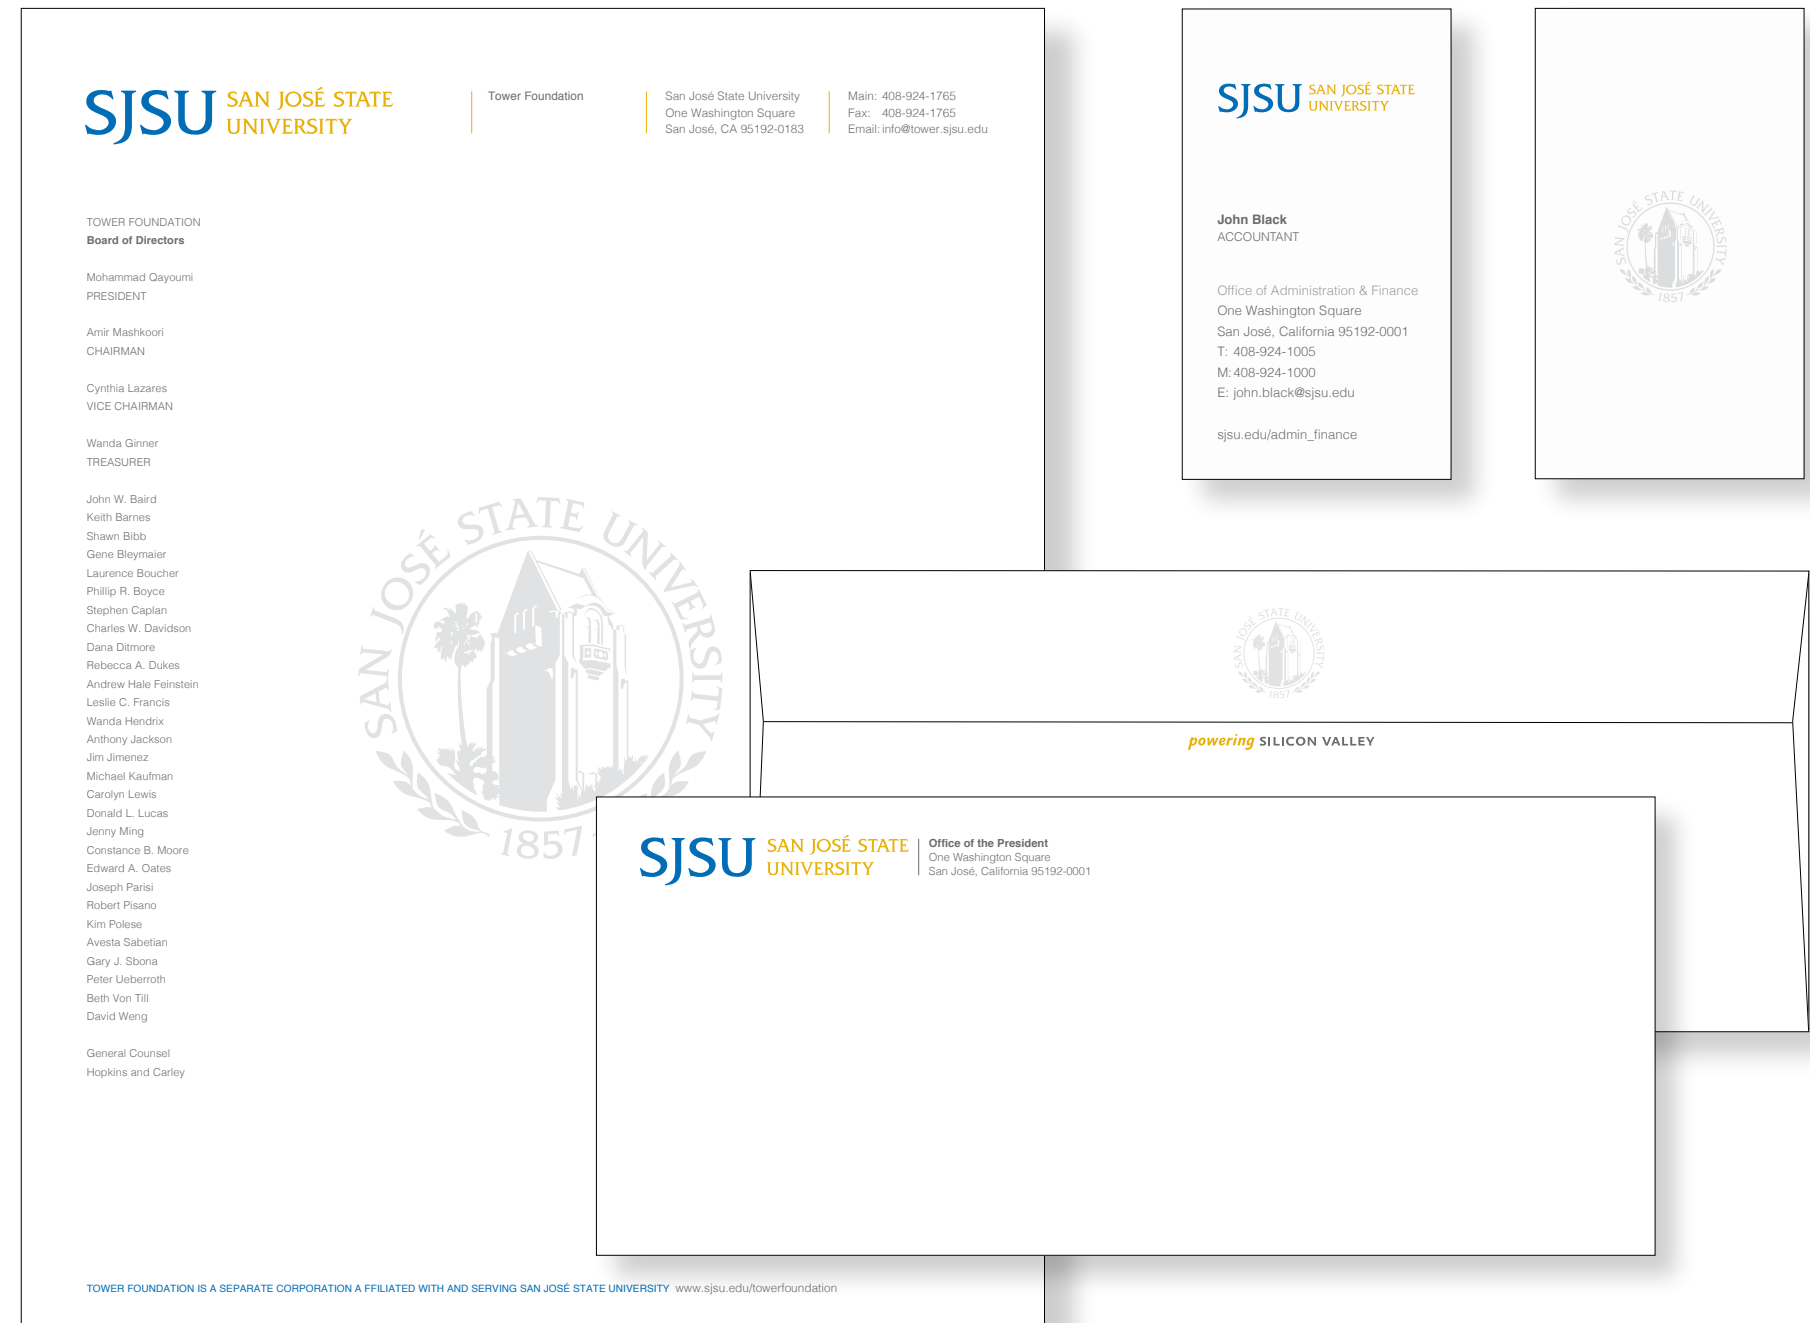 SJSU SAN JOSÉ STATE
UNIVERSITY
Tower Foundation
San José State University
One Washington Square
San José, CA 95192-0183
Main: 408-924-1765
Fax: 408-924-1765
Email: info@tower.sjsu.edu
TOWER FOUNDATION
Board of Directors
Mohammad Qayoumi
PRESIDENT
Amir Mashkoori
CHAIRMAN
Cynthia Lazares
VICE CHAIRMAN
Wanda Ginner
TREASURER
John W. Baird
Keith Barnes
Shawn Bibb
Gene Bleymaier
Laurence Boucher
Phillip R. Boyce
Stephen Caplan
Charles W. Davidson
Dana Ditmore
Rebecca A. Dukes
Andrew Hale Feinstein
Leslie C. Francis
Wanda Hendrix
Anthony Jackson
Jim Jimenez
Michael Kaufman
Carolyn Lewis
Donald L. Lucas
Jenny Ming
Constance B. Moore
Edward A. Oates
Joseph Parisi
Robert Pisano
Kim Polese
Avesta Sabetian
Gary J. Sbona
Peter Ueberroth
Beth Von Till
David Weng
General Counsel
Hopkins and Carley
SAN JOSÉ STATE UNIVERSITY
1857
TOWER FOUNDATION IS A SEPARATE CORPORATION A FFILIATED WITH AND SERVING SAN JOSÉ STATE UNIVERSITY www.sjsu.edu/towerfoundation
SJSU SAN JOSÉ STATE
UNIVERSITY
John Black
ACCOUNTANT
Office of Administration & Finance
One Washington Square
San José, California 95192-0001
T: 408-924-1005
M: 408-924-1000
E: john.black@sjsu.edu
sjsu.edu/admin_finance
SAN JOSÉ STATE UNIVERSITY
1857
SAN JOSÉ STATE UNIVERSITY
1857
powering SILICON VALLEY
SJSU SAN JOSÉ STATE
UNIVERSITY
Office of the President
One Washington Square
San José, California 95192-0001